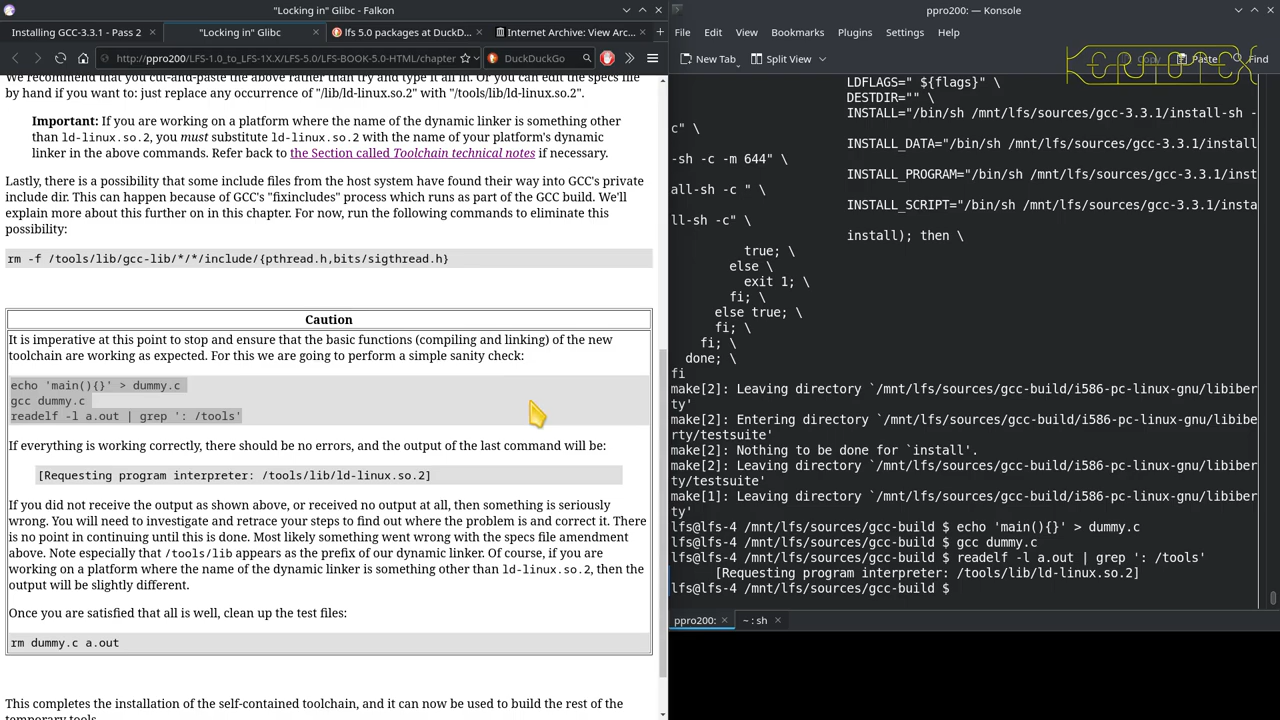 "Locking in" Glibc - Falkon
Installing GCC-3.3.1 - Pass 2
"Locking in" Glibc
lfs 5.0 packages at DuckD...
Internet Archive: View Arc...
http://ppro200/LFS-1.0_to_LFS-1X.XX/LFS-5.0/LFS-BOOK-5.0-HTML/chapter
DuckDuckGo
we recommend that you cut-and-paste the above rather than try and type it all in. Or you can edit the specs file
by hand if you want to: just replace any occurrence of "/lib/ld-linux.so.2" with "/tools/lib/ld-linux.so.2".
Important: If you are working on a platform where the name of the dynamic linker is something other
than ld-linux.so.2, you must substitute ld-linux.so.2 with the name of your platform's dynamic
linker in the above commands. Refer back to the Section called Toolchain technical notes if necessary.
Lastly, there is a possibility that some include files from the host system have found their way into GCC's private
include dir. This can happen because of GCC's "fixincludes" process which runs as part of the GCC build. We'll
explain more about this further on in this chapter. For now, run the following commands to eliminate this
possibility:
rm -f /tools/lib/gcc-lib/*/*/include/{pthread.h,bits/sigthread.h}
Caution
It is imperative at this point to stop and ensure that the basic functions (compiling and linking) of the new
toolchain are working as expected. For this we are going to perform a simple sanity check:
echo 'main(){}' > dummy.c
gcc dummy.c
readelf -l a.out | grep ': /tools'
If everything is working correctly, there should be no errors, and the output of the last command will be:
[Requesting program interpreter: /tools/lib/ld-linux.so.2]
If you did not receive the output as shown above, or received no output at all, then something is seriously
wrong. You will need to investigate and retrace your steps to find out where the problem is and correct it. There
is no point in continuing until this is done. Most likely something went wrong with the specs file amendment
above. Note especially that /tools/lib appears as the prefix of our dynamic linker. Of course, if you are
working on a platform where the name of the dynamic linker is something other than ld-linux.so.2, then the
output will be slightly different.
Once you are satisfied that all is well, clean up the test files:
rm dummy.c a.out
This completes the installation of the self-contained toolchain, and it can now be used to build the rest of the
temporary tools.
ppro200: — Konsole
File Edit View Bookmarks Plugins Settings Help
New Tab Split View Copy Paste Find
LDFLAGS=" ${flags}" \
DESTDIR="" \
INSTALL="/bin/sh /mnt/lfs/sources/gcc-3.3.1/install-sh -
c" \
INSTALL_DATA="/bin/sh /mnt/lfs/sources/gcc-3.3.1/install
-sh -c -m 644" \
INSTALL_PROGRAM="/bin/sh /mnt/lfs/sources/gcc-3.3.1/inst
all-sh -c " \
INSTALL_SCRIPT="/bin/sh /mnt/lfs/sources/gcc-3.3.1/insta
ll-sh -c" \
install); then \
true; \
else \
exit 1; \
fi; \
else true; \
fi; \
fi; \
done; \
fi
make[2]: Leaving directory `/mnt/lfs/sources/gcc-build/i586-pc-linux-gnu/libiber
ty'
make[2]: Entering directory `/mnt/lfs/sources/gcc-build/i586-pc-linux-gnu/libibe
rty/testsuite'
make[2]: Nothing to be done for `install'.
make[2]: Leaving directory `/mnt/lfs/sources/gcc-build/i586-pc-linux-gnu/libiber
ty/testsuite'
make[1]: Leaving directory `/mnt/lfs/sources/gcc-build/i586-pc-linux-gnu/libiber
ty'
lfs@lfs-4 /mnt/lfs/sources/gcc-build $ echo 'main(){}' > dummy.c
lfs@lfs-4 /mnt/lfs/sources/gcc-build $ gcc dummy.c
lfs@lfs-4 /mnt/lfs/sources/gcc-build $ readelf -l a.out | grep ': /tools'
[Requesting program interpreter: /tools/lib/ld-linux.so.2]
lfs@lfs-4 /mnt/lfs/sources/gcc-build $
ppro200:
~ : sh